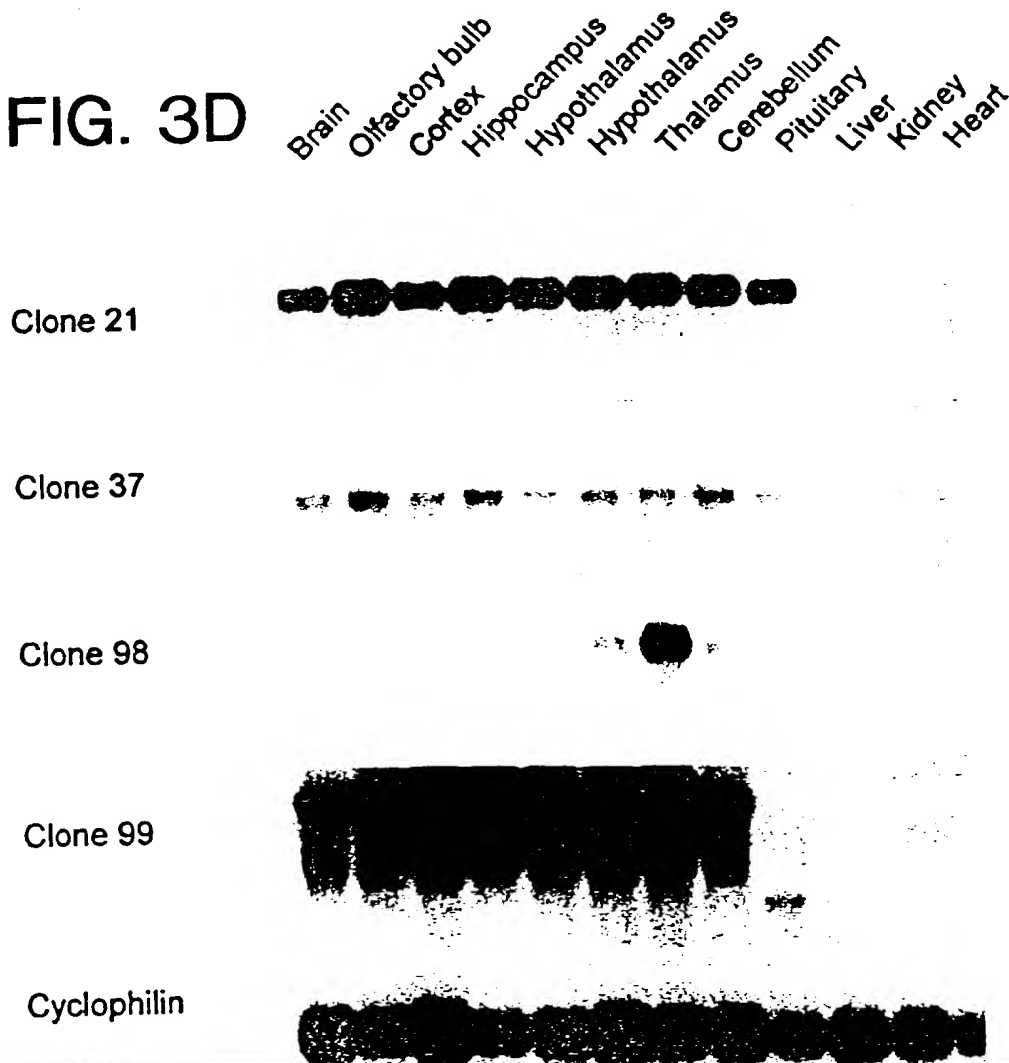 FIG. 3D
Brain
Olfactory bulb
Cortex
Hippocampus
Hypothalamus
Hypothalamus
Thalamus
Cerebellum
Pituitary
Liver
Kidney
Heart
Clone 21
Clone 37
Clone 98
Clone 99
Cyclophilin